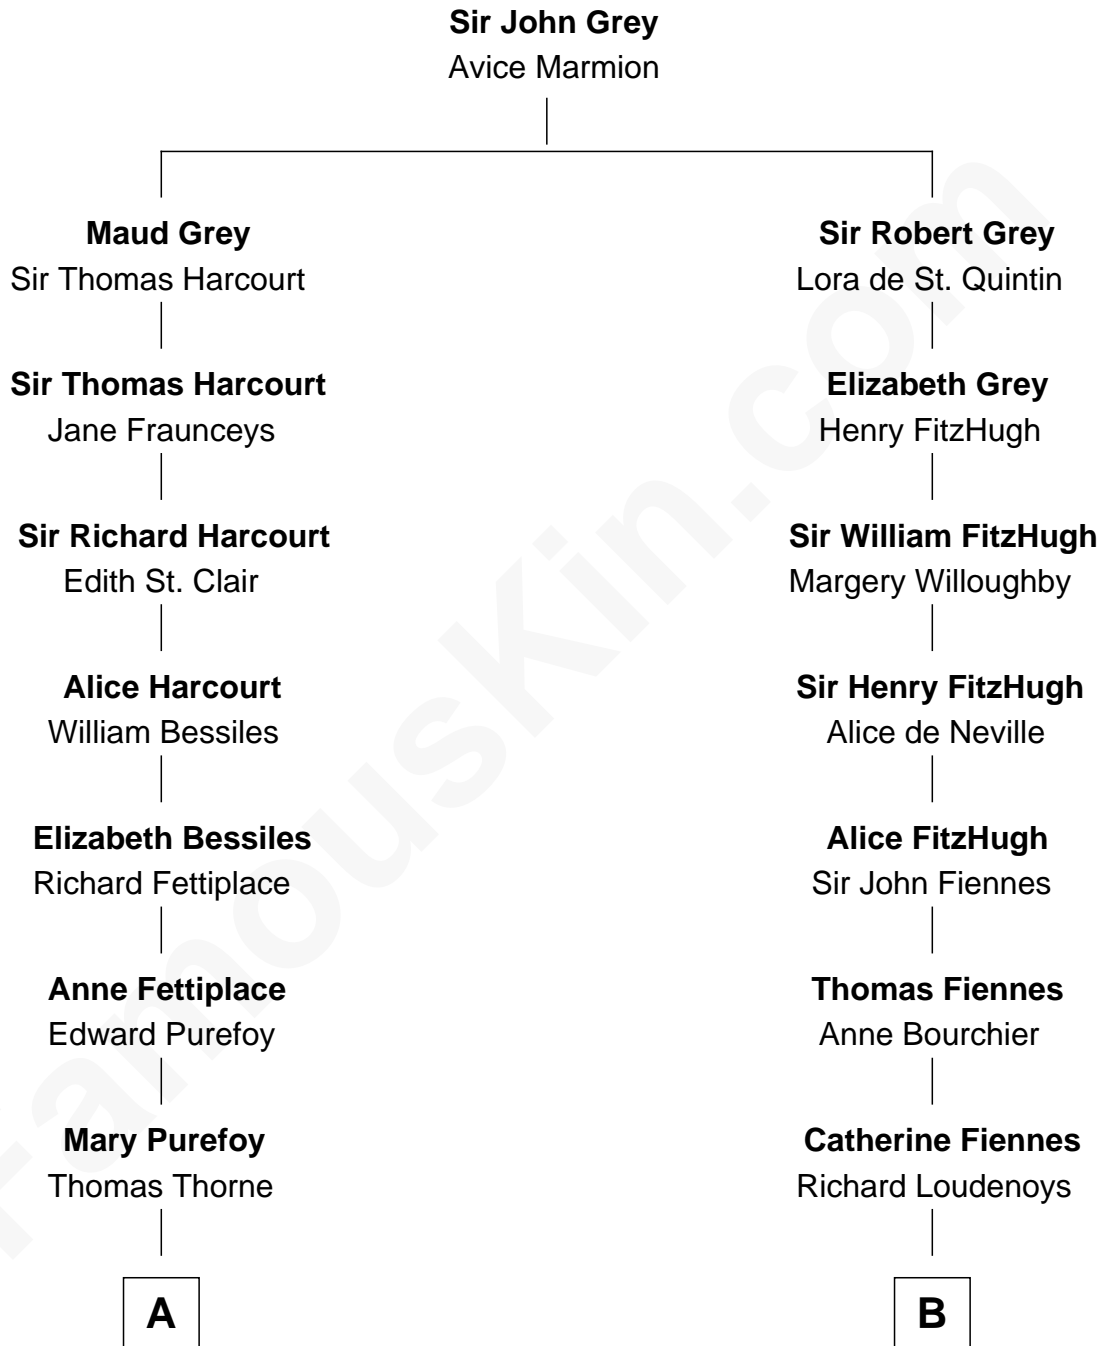 Sir John Grey
Avice Marmion
Maud Grey
Sir Thomas Harcourt
Sir Robert Grey
Lora de St. Quintin
Sir Thomas Harcourt
Jane Fraunceys
Elizabeth Grey
Henry FitzHugh
Sir Richard Harcourt
Edith St. Clair
Sir William FitzHugh
Margery Willoughby
Alice Harcourt
William Bessiles
Sir Henry FitzHugh
Alice de Neville
Elizabeth Bessiles
Richard Fettiplace
Alice FitzHugh
Sir John Fiennes
Anne Fettiplace
Edward Purefoy
Thomas Fiennes
Anne Bourchier
Mary Purefoy
Thomas Thorne
Catherine Fiennes
Richard Loudenoys
A
B
FamousKin.com